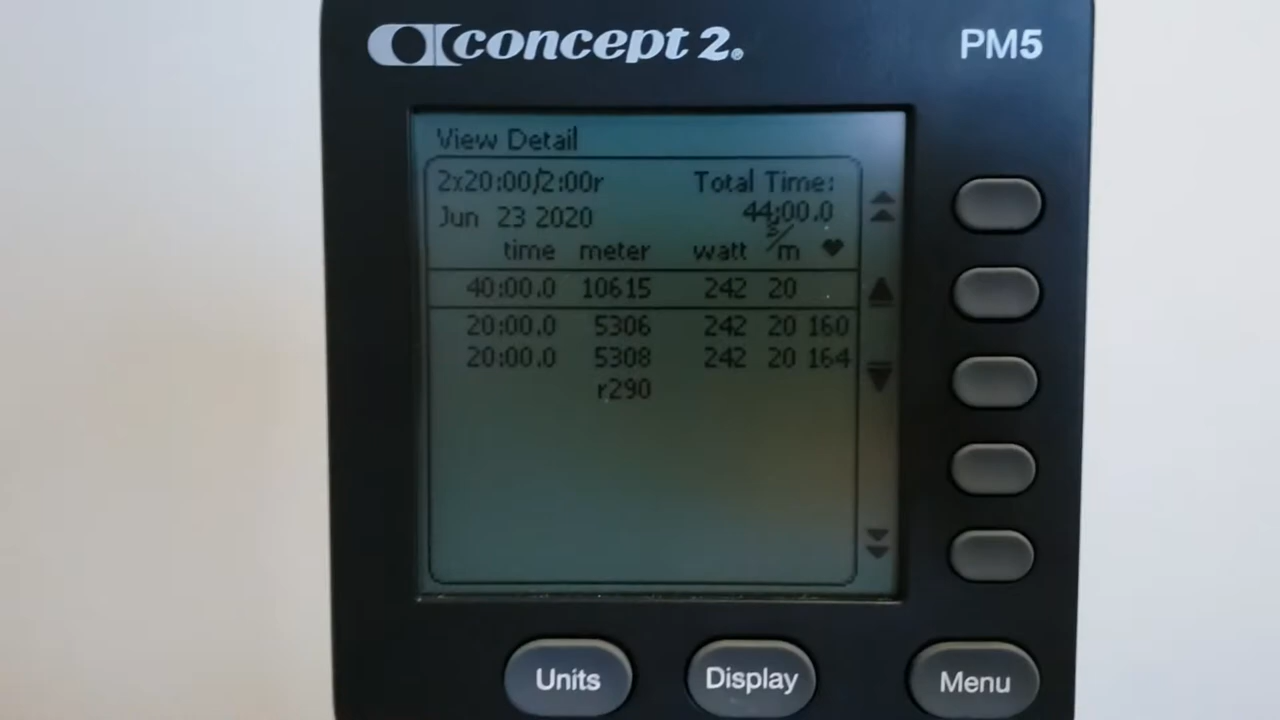 concept 2® PM5
View Detail
2x20:00/2:00r Total Time:
Jun 23 2020 44:00.0
time meter watt s/m ♥
40:00.0 10615 242 20
20:00.0 5306 242 20 160
20:00.0 5308 242 20 164
r290
Units Display Menu